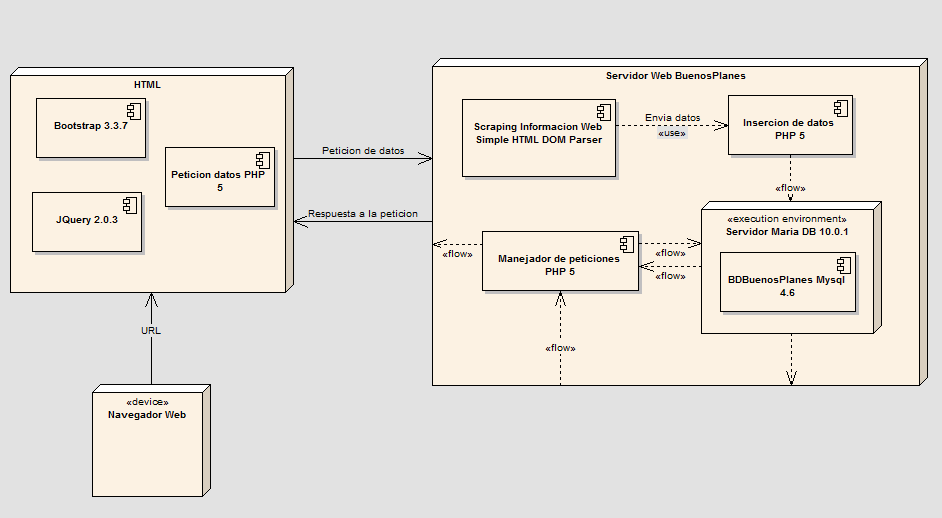 HTML
Bootstrap 3.3.7
Peticion datos PHP
5
JQuery 2.0.3
Peticion de datos
Respuesta a la peticion
URL
«device»
Navegador Web
Servidor Web BuenosPlanes
Scraping Informacion Web
Simple HTML DOM Parser
Envia datos
«use»
Insercion de datos
PHP 5
«flow»
«execution environment»
Servidor Maria DB 10.0.1
BDBuenosPlanes Mysql
4.6
Manejador de peticiones
PHP 5
«flow»
«flow»
«flow»
«flow»